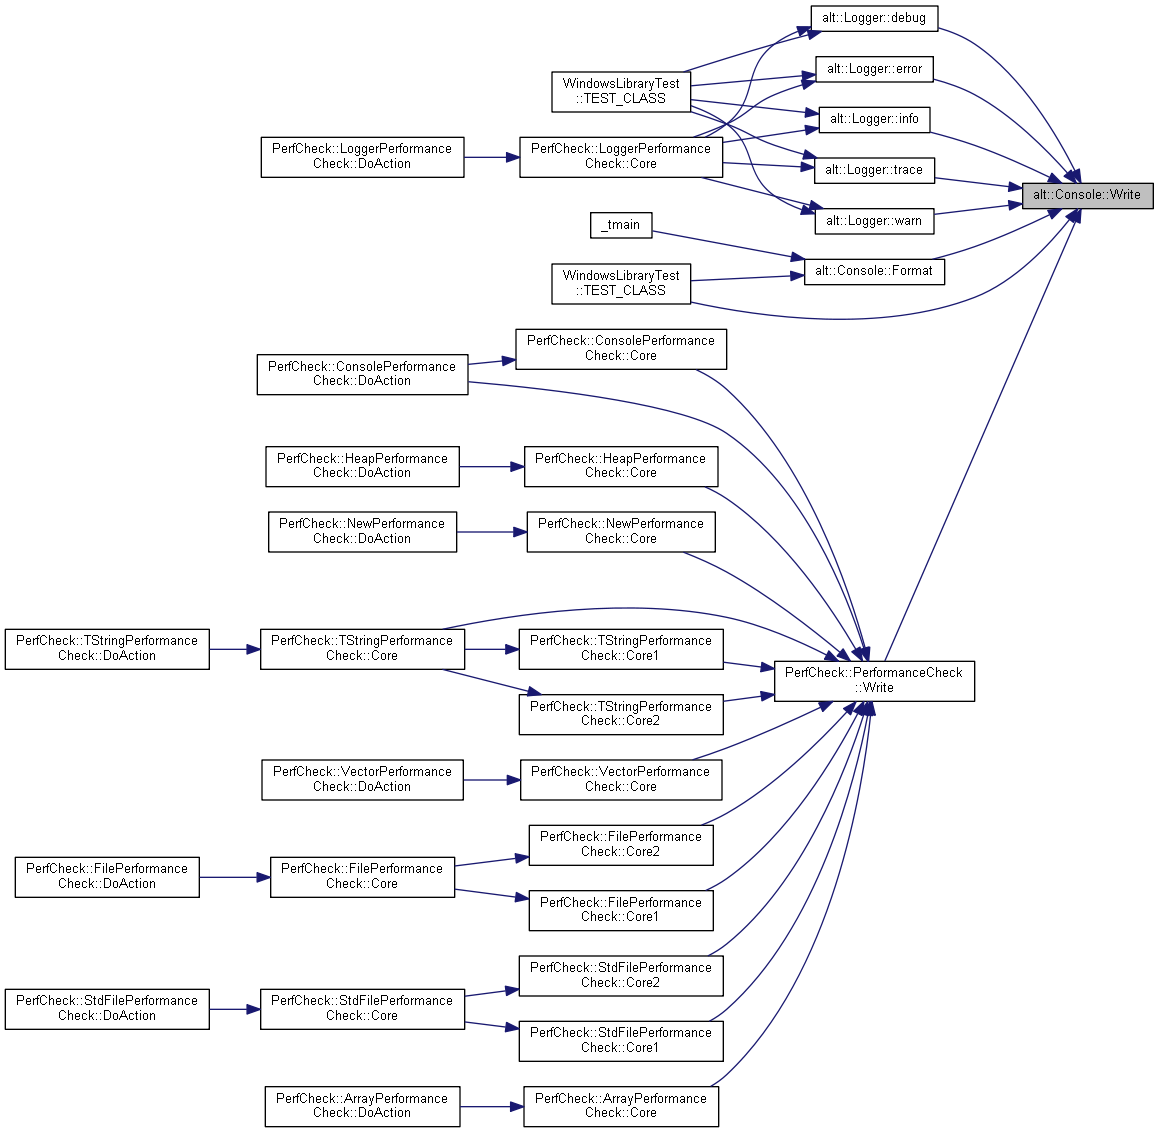 alt::Logger::debug
alt::Logger::error
WindowsLibraryTest
::TEST_CLASS
alt::Logger::info
PerfCheck::LoggerPerformance
Check::DoAction
PerfCheck::LoggerPerformance
Check::Core
alt::Logger::trace
alt::Console::Write
alt::Logger::warn
_tmain
alt::Console::Format
WindowsLibraryTest
::TEST_CLASS
PerfCheck::ConsolePerformance
Check::Core
PerfCheck::ConsolePerformance
Check::DoAction
PerfCheck::HeapPerformance
Check::DoAction
PerfCheck::HeapPerformance
Check::Core
PerfCheck::NewPerformance
Check::DoAction
PerfCheck::NewPerformance
Check::Core
PerfCheck::TStringPerformance
Check::DoAction
PerfCheck::TStringPerformance
Check::Core
PerfCheck::TStringPerformance
Check::Core1
PerfCheck::PerformanceCheck
::Write
PerfCheck::TStringPerformance
Check::Core2
PerfCheck::VectorPerformance
Check::DoAction
PerfCheck::VectorPerformance
Check::Core
PerfCheck::FilePerformance
Check::Core2
PerfCheck::FilePerformance
Check::DoAction
PerfCheck::FilePerformance
Check::Core
PerfCheck::FilePerformance
Check::Core1
PerfCheck::StdFilePerformance
Check::Core2
PerfCheck::StdFilePerformance
Check::DoAction
PerfCheck::StdFilePerformance
Check::Core
PerfCheck::StdFilePerformance
Check::Core1
PerfCheck::ArrayPerformance
Check::DoAction
PerfCheck::ArrayPerformance
Check::Core